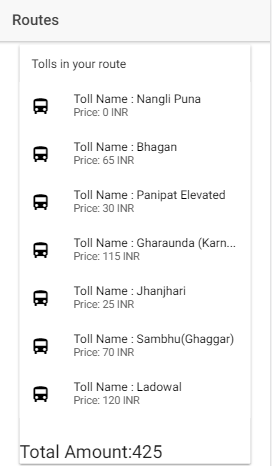 Routes
Tolls in your route
Toll Name : Nangli Puna
Price: 0 INR
Toll Name : Bhagan
Price: 65 INR
Toll Name : Panipat Elevated
Price: 30 INR
Toll Name : Gharaunda (Karn...
Price: 115 INR
Toll Name : Jhanjhari
Price: 25 INR
Toll Name : Sambhu(Ghaggar)
Price: 70 INR
Toll Name : Ladowal
Price: 120 INR
Total Amount:425